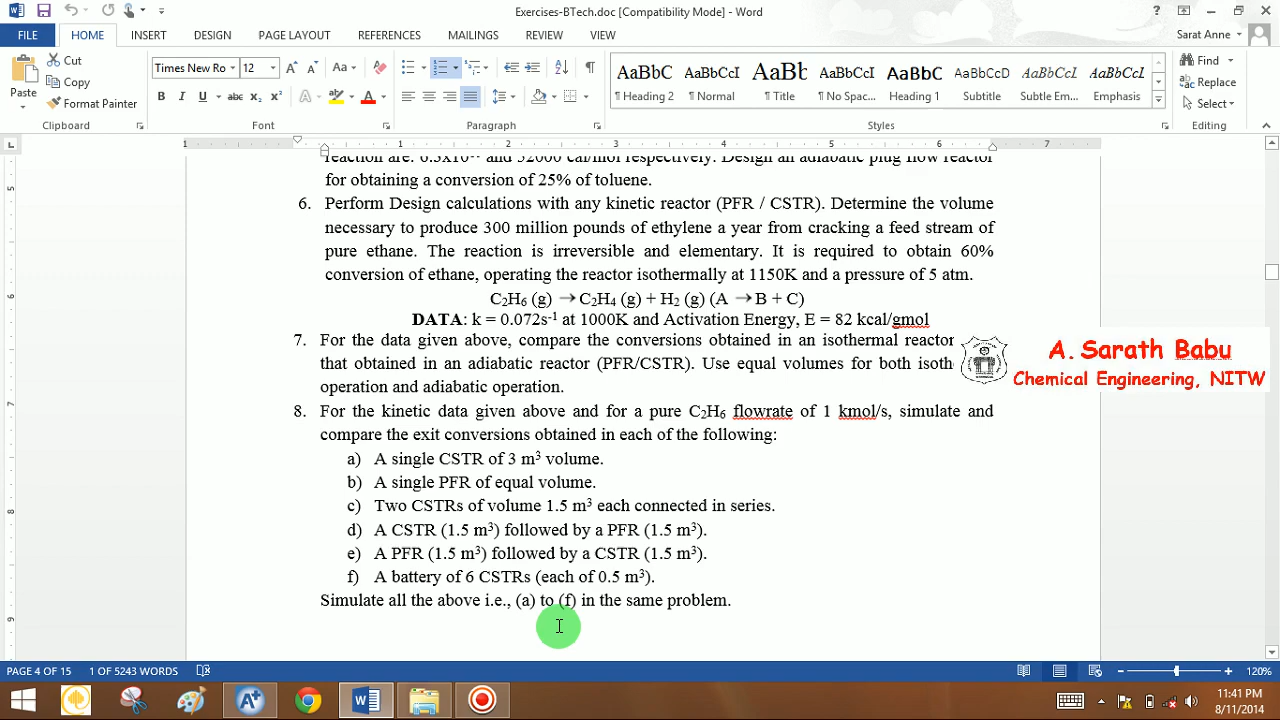 Exercises-BTech.doc [Compatibility Mode] - Word
FILE HOME INSERT DESIGN PAGE LAYOUT REFERENCES MAILINGS REVIEW VIEW Sarat Anne
Paste Cut Copy Format Painter
Times New Ro 12
AaBbC AaBbCcI AaBbC AaBbCcI AaBbC AaBbCcD AaBbCcI AaBbCcI
¶ Heading 2 ¶ Normal ¶ Title ¶ No Spac... Heading 1 Subtitle Subtle Em... Emphasis
Find
Replace
Select
Clipboard Font Paragraph Styles Editing
and 32000 cal/mol respectively. Design an adiabatic plug flow reactor
for obtaining a conversion of 25% of toluene.
6. Perform Design calculations with any kinetic reactor (PFR / CSTR). Determine the volume
necessary to produce 300 million pounds of ethylene a year from cracking a feed stream of
pure ethane. The reaction is irreversible and elementary. It is required to obtain 60%
conversion of ethane, operating the reactor isothermally at 1150K and a pressure of 5 atm.
C₂H₆ (g) → C₂H₄ (g) + H₂ (g) (A → B + C)
DATA: k = 0.072s⁻¹ at 1000K and Activation Energy, E = 82 kcal/gmol
7. For the data given above, compare the conversions obtained in an isothermal reactor
that obtained in an adiabatic reactor (PFR/CSTR). Use equal volumes for both isoth
operation and adiabatic operation.
8. For the kinetic data given above and for a pure C₂H₆ flowrate of 1 kmol/s, simulate and
compare the exit conversions obtained in each of the following:
a) A single CSTR of 3 m³ volume.
b) A single PFR of equal volume.
c) Two CSTRs of volume 1.5 m³ each connected in series.
d) A CSTR (1.5 m³) followed by a PFR (1.5 m³).
e) A PFR (1.5 m³) followed by a CSTR (1.5 m³).
f) A battery of 6 CSTRs (each of 0.5 m³).
Simulate all the above i.e., (a) to (f) in the same problem.
A. Sarath Babu
Chemical Engineering, NITW
PAGE 4 OF 15 1 OF 5243 WORDS 120%
11:41 PM
8/11/2014